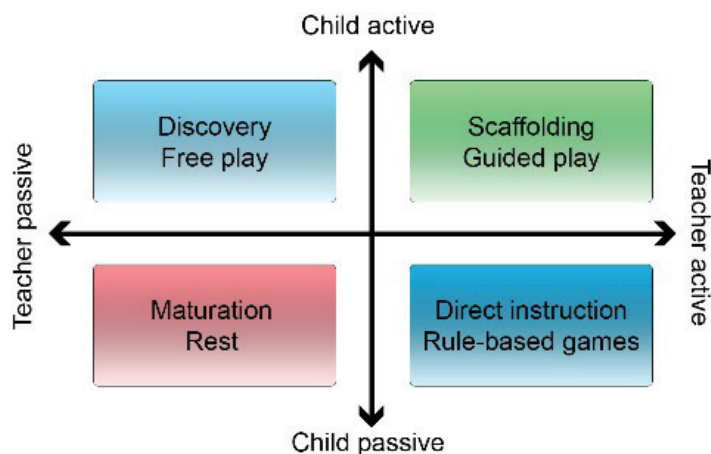 Child active
Discovery
Free play
Scaffolding
Guided play
Teacher passive
Teacher active
Maturation
Rest
Direct instruction
Rule-based games
Child passive